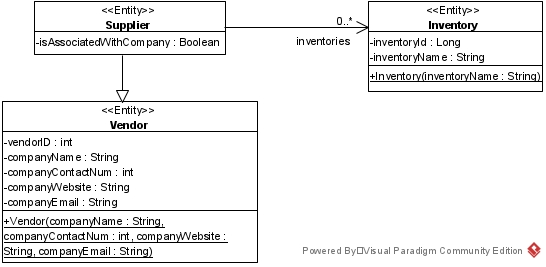 <<Entity>>
Supplier
-isAssociatedWithCompany : Boolean
0..*
inventories
<<Entity>>
Inventory
-inventoryId : Long
-inventoryName : String
+Inventory(inventoryName : String)
<<Entity>>
Vendor
-vendorID : int
-companyName : String
-companyContactNum : int
-companyWebsite : String
-companyEmail : String
+Vendor(companyName : String,
companyContactNum : int, companyWebsite :
String, companyEmail : String)
Powered By Visual Paradigm Community Edition